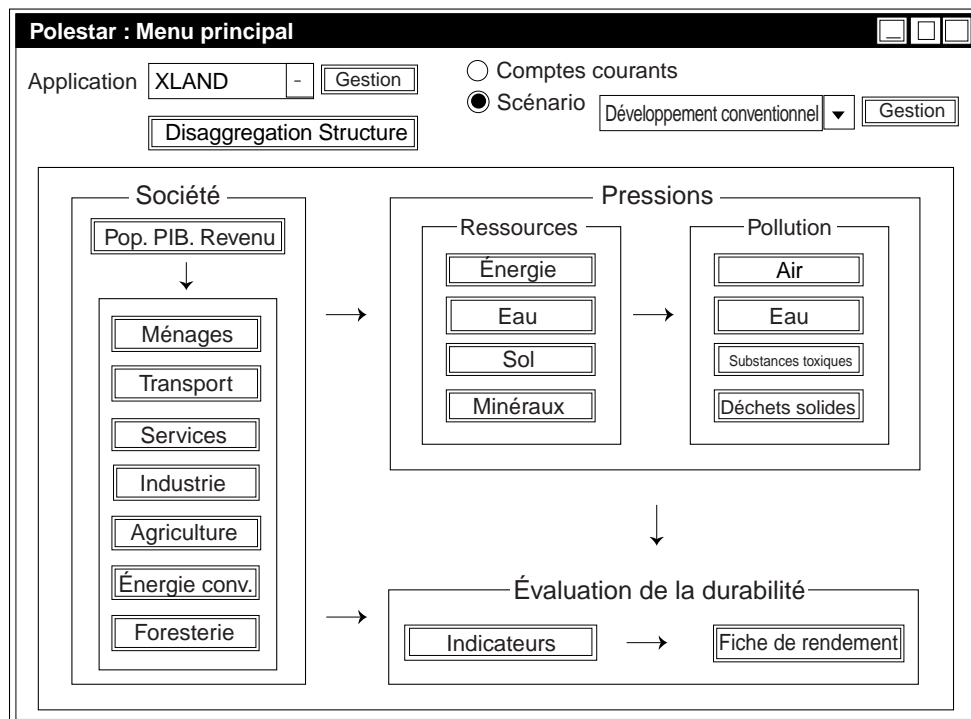 Polestar : Menu principal
Application XLAND - Gestion
Comptes courants
Scénario Développement conventionnel Gestion
Disaggregation Structure
Société
Pop. PIB. Revenu
Ménages
Transport
Services
Industrie
Agriculture
Énergie conv.
Foresterie
Pressions
Ressources
Énergie
Eau
Sol
Minéraux
Pollution
Air
Eau
Substances toxiques
Déchets solides
Évaluation de la durabilité
Indicateurs
Fiche de rendement